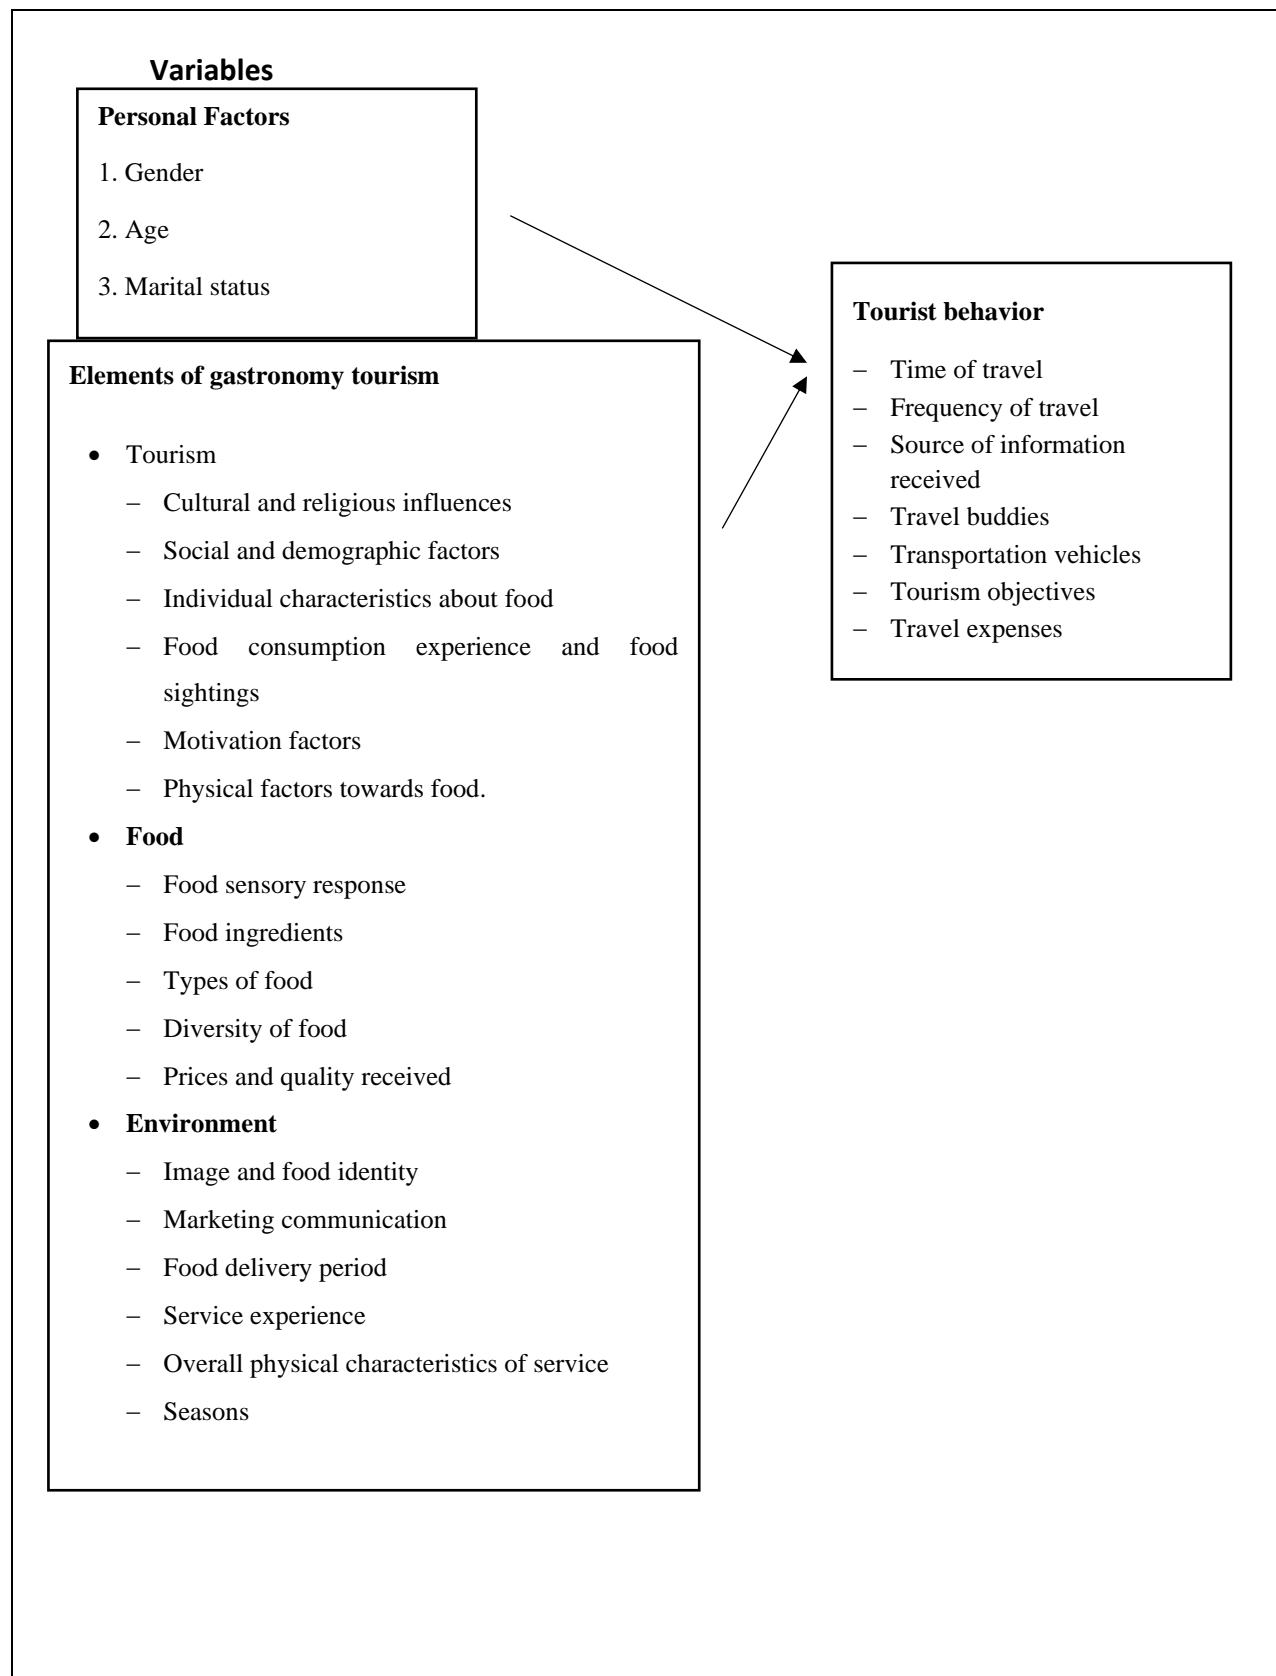 Variables
Personal Factors
1. Gender
2. Age
3. Marital status
Elements of gastronomy tourism
• Tourism
– Cultural and religious influences
– Social and demographic factors
– Individual characteristics about food
– Food consumption experience and food
sightings
– Motivation factors
– Physical factors towards food.
• Food
– Food sensory response
– Food ingredients
– Types of food
– Diversity of food
– Prices and quality received
• Environment
– Image and food identity
– Marketing communication
– Food delivery period
– Service experience
– Overall physical characteristics of service
– Seasons
Tourist behavior
– Time of travel
– Frequency of travel
– Source of information
received
– Travel buddies
– Transportation vehicles
– Tourism objectives
– Travel expenses